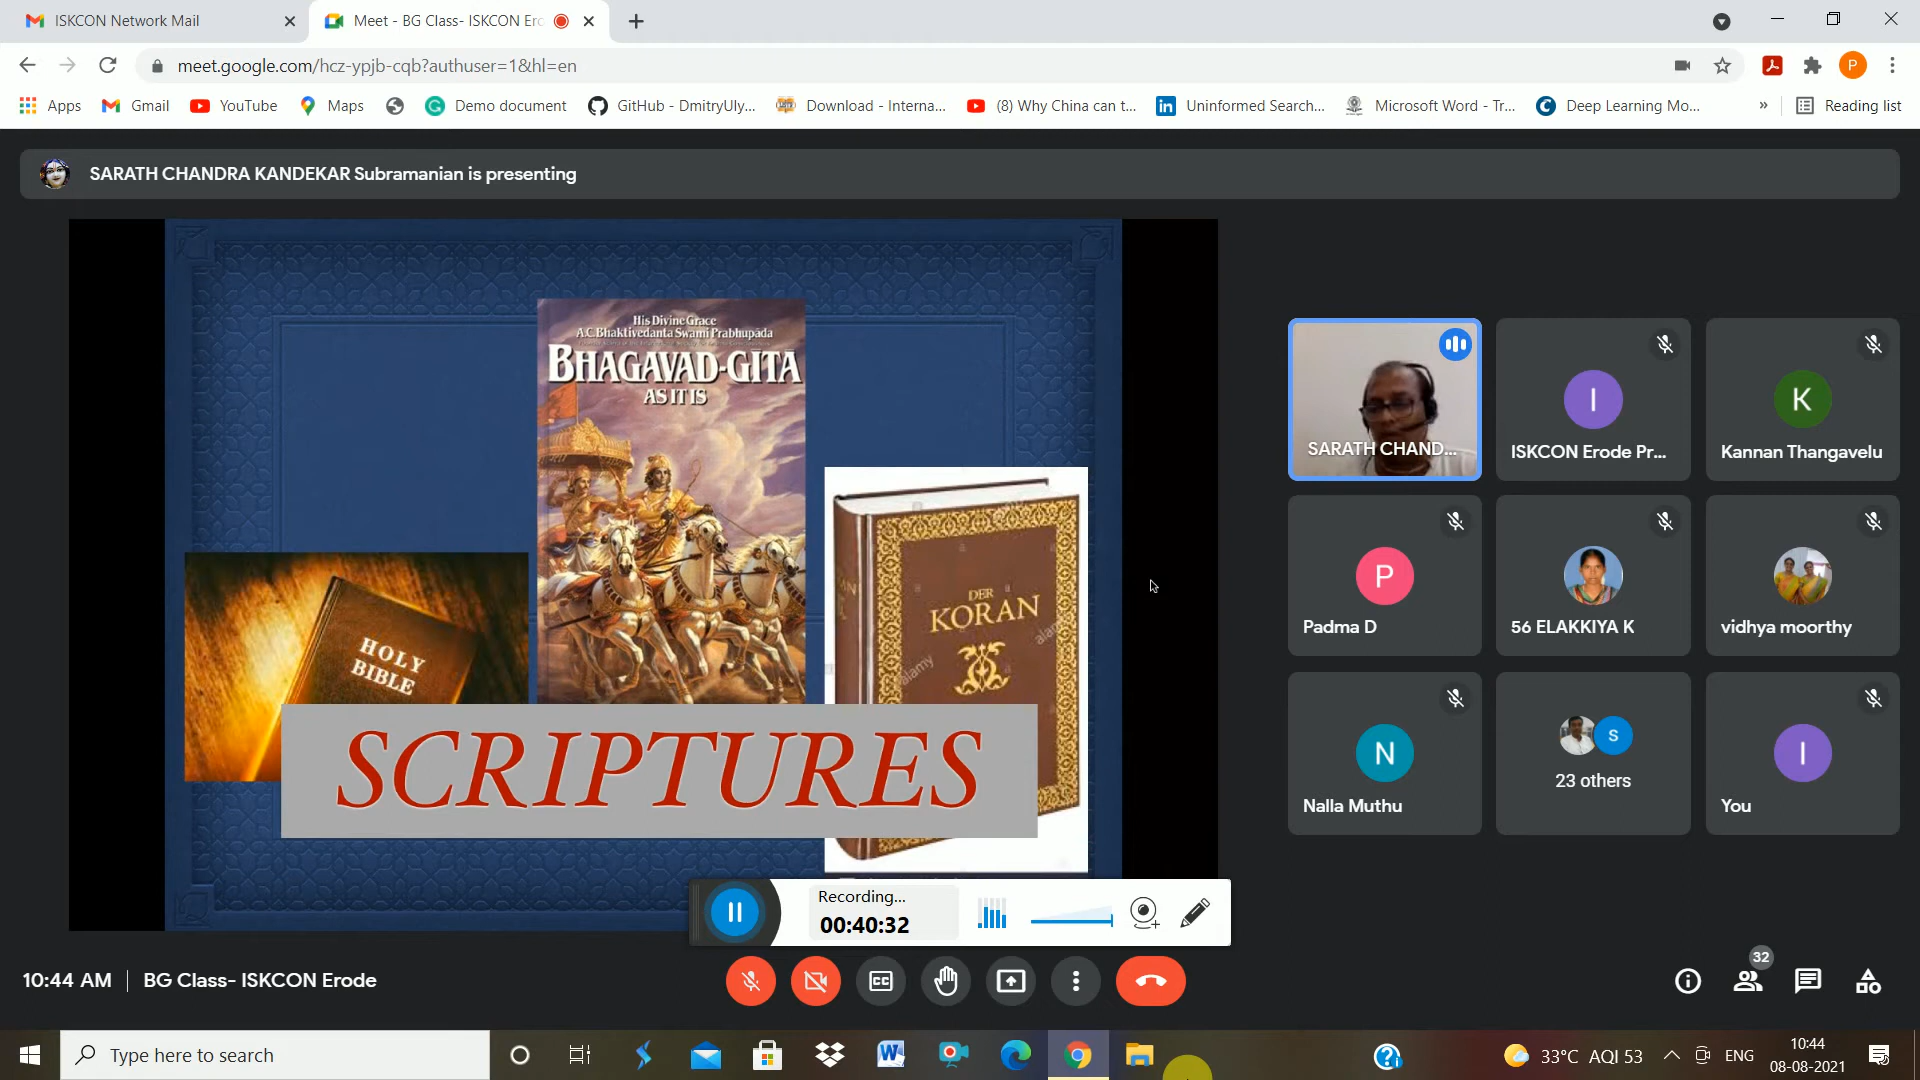 ISKCON Network Mail
Meet - BG Class- ISKCON Erc
meet.google.com/hcz-ypjb-cqb?authuser=1&hl=en
P
Apps
Gmail
YouTube
Maps
Demo document
GitHub - DmitryUly...
Download - Interna...
(8) Why China can t...
Uninformed Search...
Microsoft Word - Tr...
Deep Learning Mo...
»
Reading list
SARATH CHANDRA KANDEKAR Subramanian is presenting
His Divine Grace
A.C. Bhaktivedanta Swami Prabhupāda
BHAGAVAD-GĪTĀ
AS IT IS
HOLY
BIBLE
DER
KORAN
alamy
SCRIPTURES
SARATH CHAND...
I
ISKCON Erode Pr...
K
Kannan Thangavelu
P
Padma D
56 ELAKKIYA K
vidhya moorthy
N
Nalla Muthu
S
23 others
I
You
Recording...
00:40:32
10:44 AM | BG Class- ISKCON Erode
CC
32
Type here to search
33°C AQI 53
ENG
10:44
08-08-2021